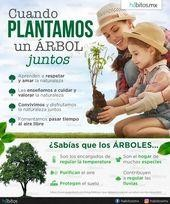 hábitos.mx
Cuando
PLANTAMOS
un ÁRBOL
juntos
Aprenden a respetar
y amar la naturaleza
Les enseñamos a cuidar y
valorar la naturaleza
Convivimos y disfrutamos
la naturaleza juntos
Fomentamos pasar tiempo
al aire libre
¿Sabías que los ÁRBOLES...
Son los encargados de
regular la temperatura
Purifican el aire
Protegen el suelo
Son el hogar de
muchas especies
Contribuyen
a regular las
lluvias
hábitos